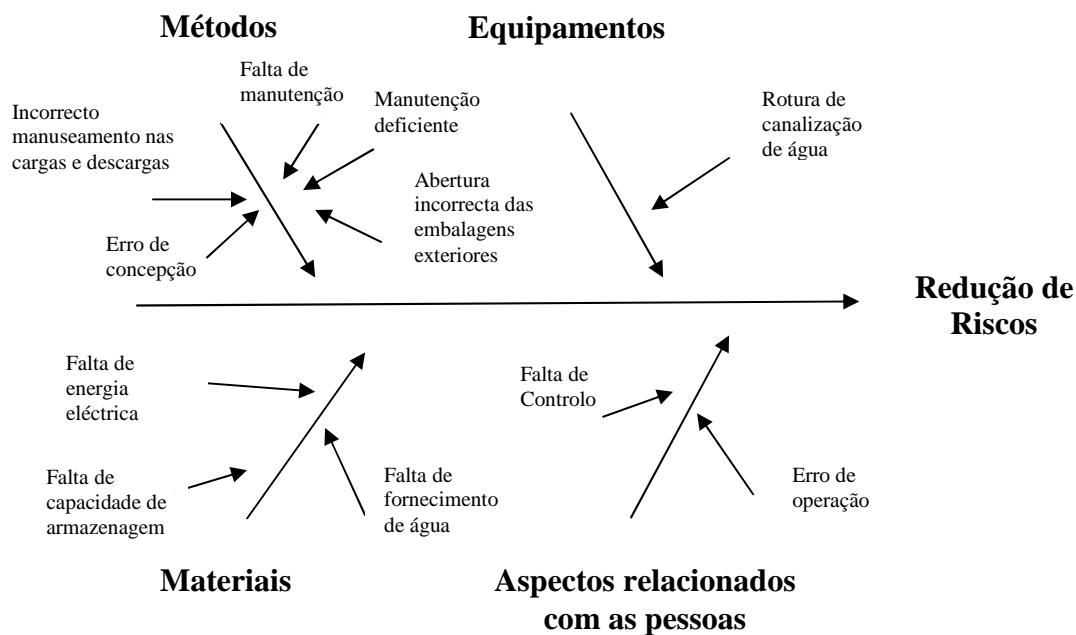 Métodos
Equipamentos
Falta de
manutenção
Manutenção
deficiente
Rotura de
canalização
de água
Incorrecto
manuseamento nas
cargas e descargas
Abertura
incorrecta das
embalagens
exteriores
Erro de
concepção
Redução de
Riscos
Falta de
energia
eléctrica
Falta de
Controlo
Falta de
capacidade de
armazenagem
Falta de
fornecimento
de água
Erro de
operação
Materiais
Aspectos relacionados
com as pessoas